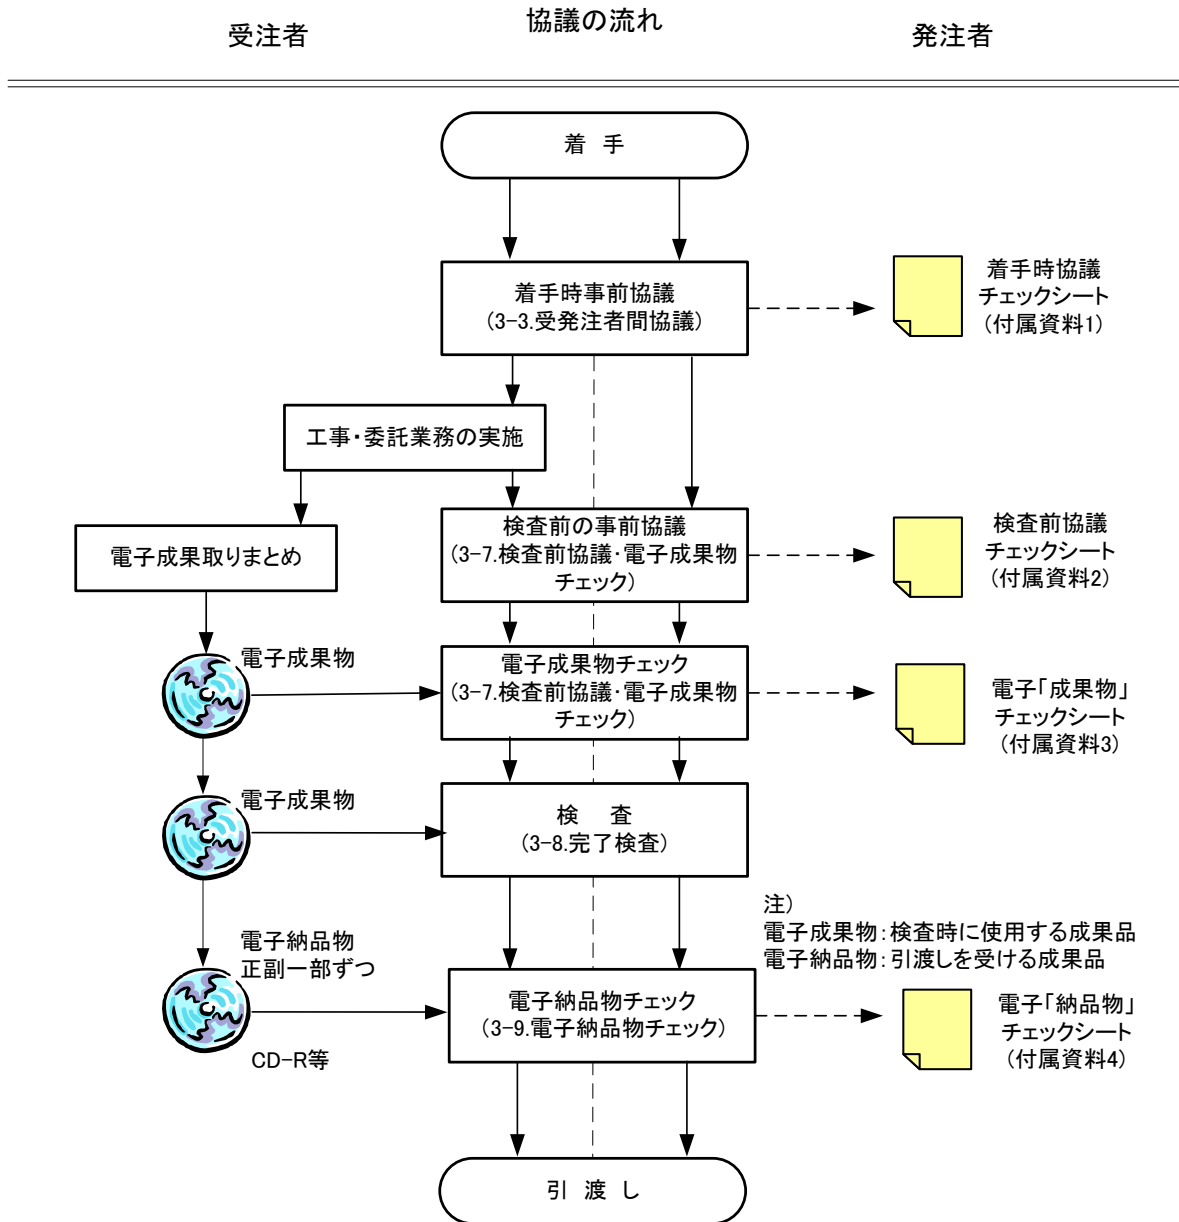 受注者
協議の流れ
発注者
着 手
着手時事前協議
(3-3.受発注者間協議)
着手時協議
チェックシート
(付属資料1)
工事・委託業務の実施
検査前の事前協議
(3-7.検査前協議・電子成果物
チェック)
検査前協議
チェックシート
(付属資料2)
電子成果取りまとめ
電子成果物
電子成果物チェック
(3-7.検査前協議・電子成果物
チェック)
電子「成果物」
チェックシート
(付属資料3)
電子成果物
検 査
(3-8.完了検査)
注)
電子成果物：検査時に使用する成果品
電子納品物：引渡しを受ける成果品
電子納品物
正副一部ずつ
CD-R等
電子納品物チェック
(3-9.電子納品物チェック)
電子「納品物」
チェックシート
(付属資料4)
引 渡 し